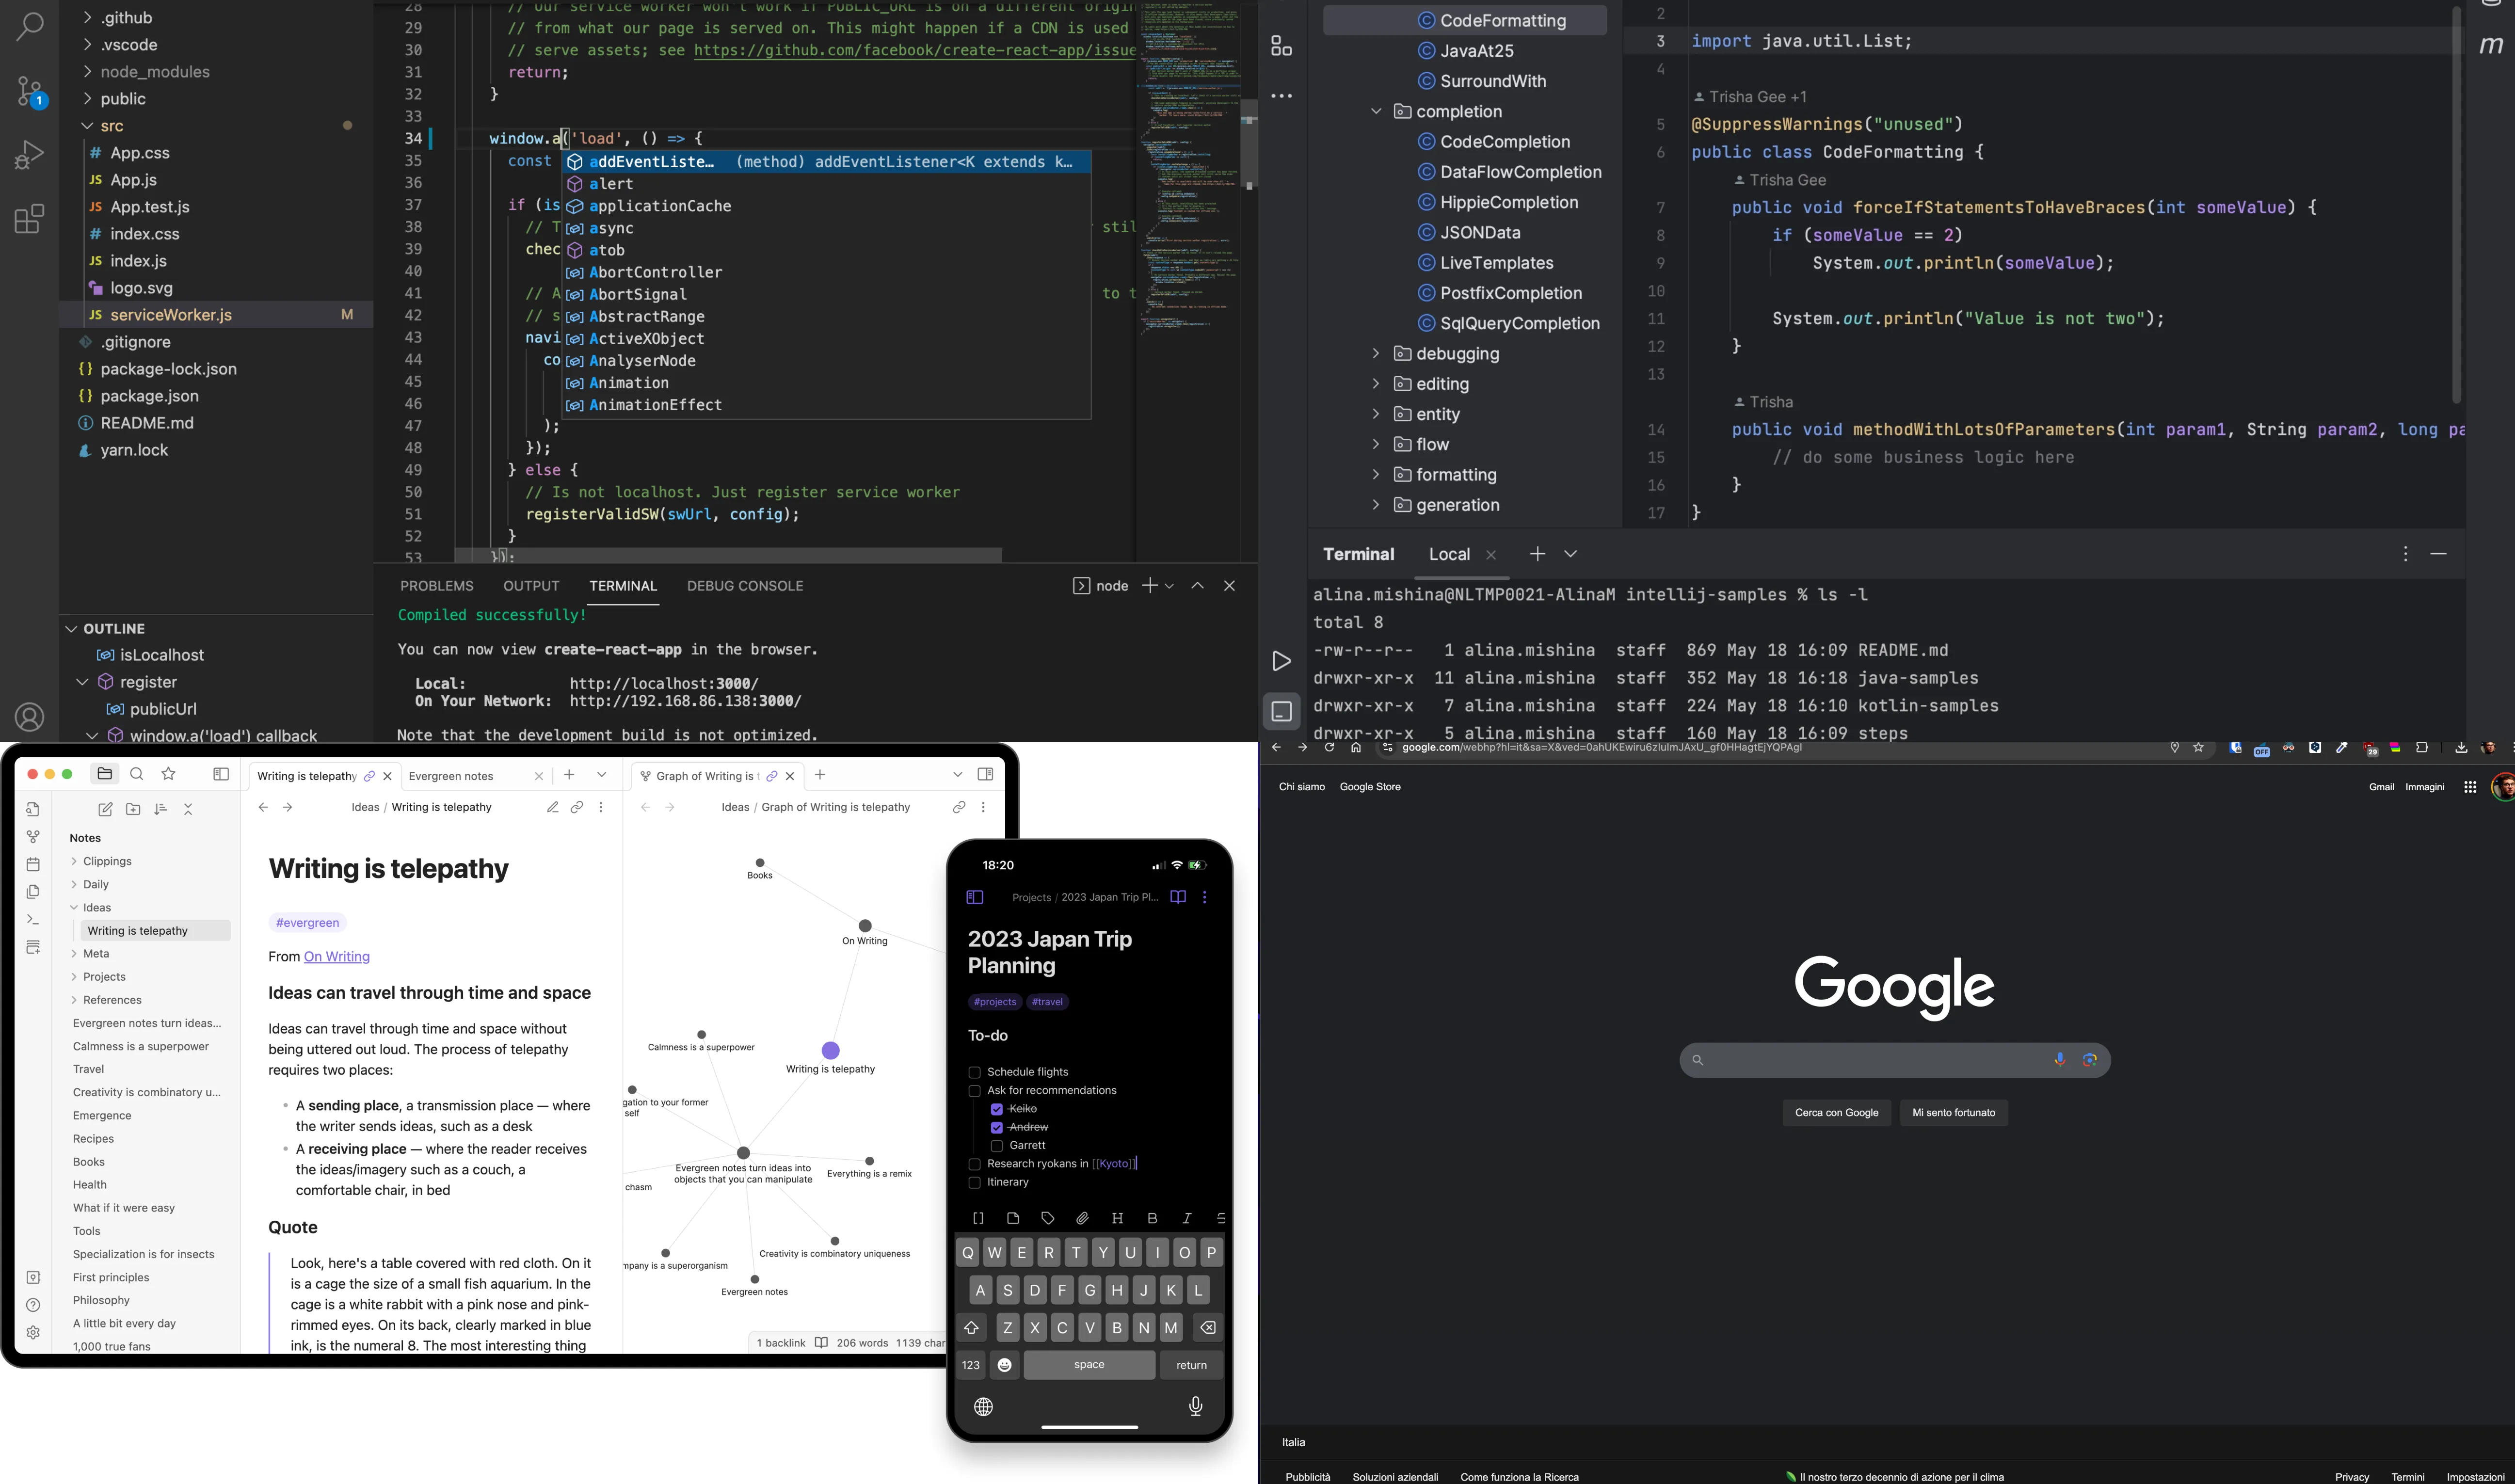 .github
.vscode
node_modules
public
src
# App.css
JS App.js
JS App.test.js
# index.css
JS index.js
logo.svg
JS serviceWorker.js M
.gitignore
{} package-lock.json
{} package.json
README.md
yarn.lock
1
OUTLINE
isLocalhost
register
publicUrl
window.a('load') callback
28 // our service worker won't work if PUBLIC_URL is on a different origin
29 // from what our page is served on. This might happen if a CDN is used
30 // serve assets; see https://github.com/facebook/create-react-app/issue
31 return;
32 }
33
34 window.a('load', () => {
35 const
36
37 if (is
38 // T stil
39 chec
40
41 // A to t
42 // s
43 navi
44 co
45
46
47 );
48 });
49 } else {
50 // Is not localhost. Just register service worker
51 registerValidSW(swUrl, config);
52 }
53 });
addEventListe… (method) addEventListener<K extends k…
alert
applicationCache
async
atob
AbortController
AbortSignal
AbstractRange
ActiveXObject
AnalyserNode
Animation
AnimationEffect
PROBLEMS OUTPUT TERMINAL DEBUG CONSOLE node
Compiled successfully!
You can now view create-react-app in the browser.
Local: http://localhost:3000/
On Your Network: http://192.168.86.138:3000/
Note that the development build is not optimized.
CodeFormatting
JavaAt25
SurroundWith
completion
CodeCompletion
DataFlowCompletion
HippieCompletion
JSONData
LiveTemplates
PostfixCompletion
SqlQueryCompletion
debugging
editing
entity
flow
formatting
generation
2
3 import java.util.List;
4
Trisha Gee +1
5 @SuppressWarnings("unused")
6 public class CodeFormatting {
Trisha Gee
7 public void forceIfStatementsToHaveBraces(int someValue) {
8 if (someValue == 2)
9 System.out.println(someValue);
10
11 System.out.println("Value is not two");
12 }
13
Trisha
14 public void methodWithLotsOfParameters(int param1, String param2, long pa
15 // do some business logic here
16 }
17 }
m
Terminal Local
alina.mishina@NLTMP0021-AlinaM intellij-samples % ls -l
total 8
-rw-r--r-- 1 alina.mishina staff 869 May 18 16:09 README.md
drwxr-xr-x 11 alina.mishina staff 352 May 18 16:18 java-samples
drwxr-xr-x 7 alina.mishina staff 224 May 18 16:10 kotlin-samples
drwxr-xr-x 5 alina.mishina staff 160 May 18 16:09 steps
Writing is telepathy
Evergreen notes
Graph of Writing is t
Ideas / Writing is telepathy
Ideas / Graph of Writing is telepathy
Notes
Clippings
Daily
Ideas
Writing is telepathy
Meta
Projects
References
Evergreen notes turn ideas...
Calmness is a superpower
Travel
Creativity is combinatory u...
Emergence
Recipes
Books
Health
What if it were easy
Tools
Specialization is for insects
First principles
Philosophy
A little bit every day
1,000 true fans
Writing is telepathy
#evergreen
From On Writing
Ideas can travel through time and space
Ideas can travel through time and space without
being uttered out loud. The process of telepathy
requires two places:
• A sending place, a transmission place — where
the writer sends ideas, such as a desk
• A receiving place — where the reader receives
the ideas/imagery such as a couch, a
comfortable chair, in bed
Quote
Look, here's a table covered with red cloth. On it
is a cage the size of a small fish aquarium. In the
cage is a white rabbit with a pink nose and pink-
rimmed eyes. On its back, clearly marked in blue
ink, is the numeral 8. The most interesting thing
Books
On Writing
Calmness is a superpower
Writing is telepathy
gation to your former
self
Evergreen notes turn ideas into
objects that you can manipulate
Everything is a remix
chasm
Creativity is combinatory uniqueness
mpany is a superorganism
Evergreen notes
1 backlink 206 words 1139 char
18:20
Projects / 2023 Japan Trip Pl...
2023 Japan Trip
Planning
#projects #travel
To-do
Schedule flights
Ask for recommendations
Keiko
Andrew
Garrett
Research ryokans in [[Kyoto]]
Itinerary
[] H B I S
Q W E R T Y U I O P
A S D F G H J K L
Z X C V B N M
123 space return
google.com/webhp?hl=it&sa=X&ved=0ahUKEwiru6zluImJAxU_gf0HHagtEjYQPAgI
OFF
29
Chi siamo Google Store
Gmail Immagini
Google
Cerca con Google Mi sento fortunato
Italia
Pubblicità Soluzioni aziendali Come funziona la Ricerca
Il nostro terzo decennio di azione per il clima
Privacy Termini Impostazioni